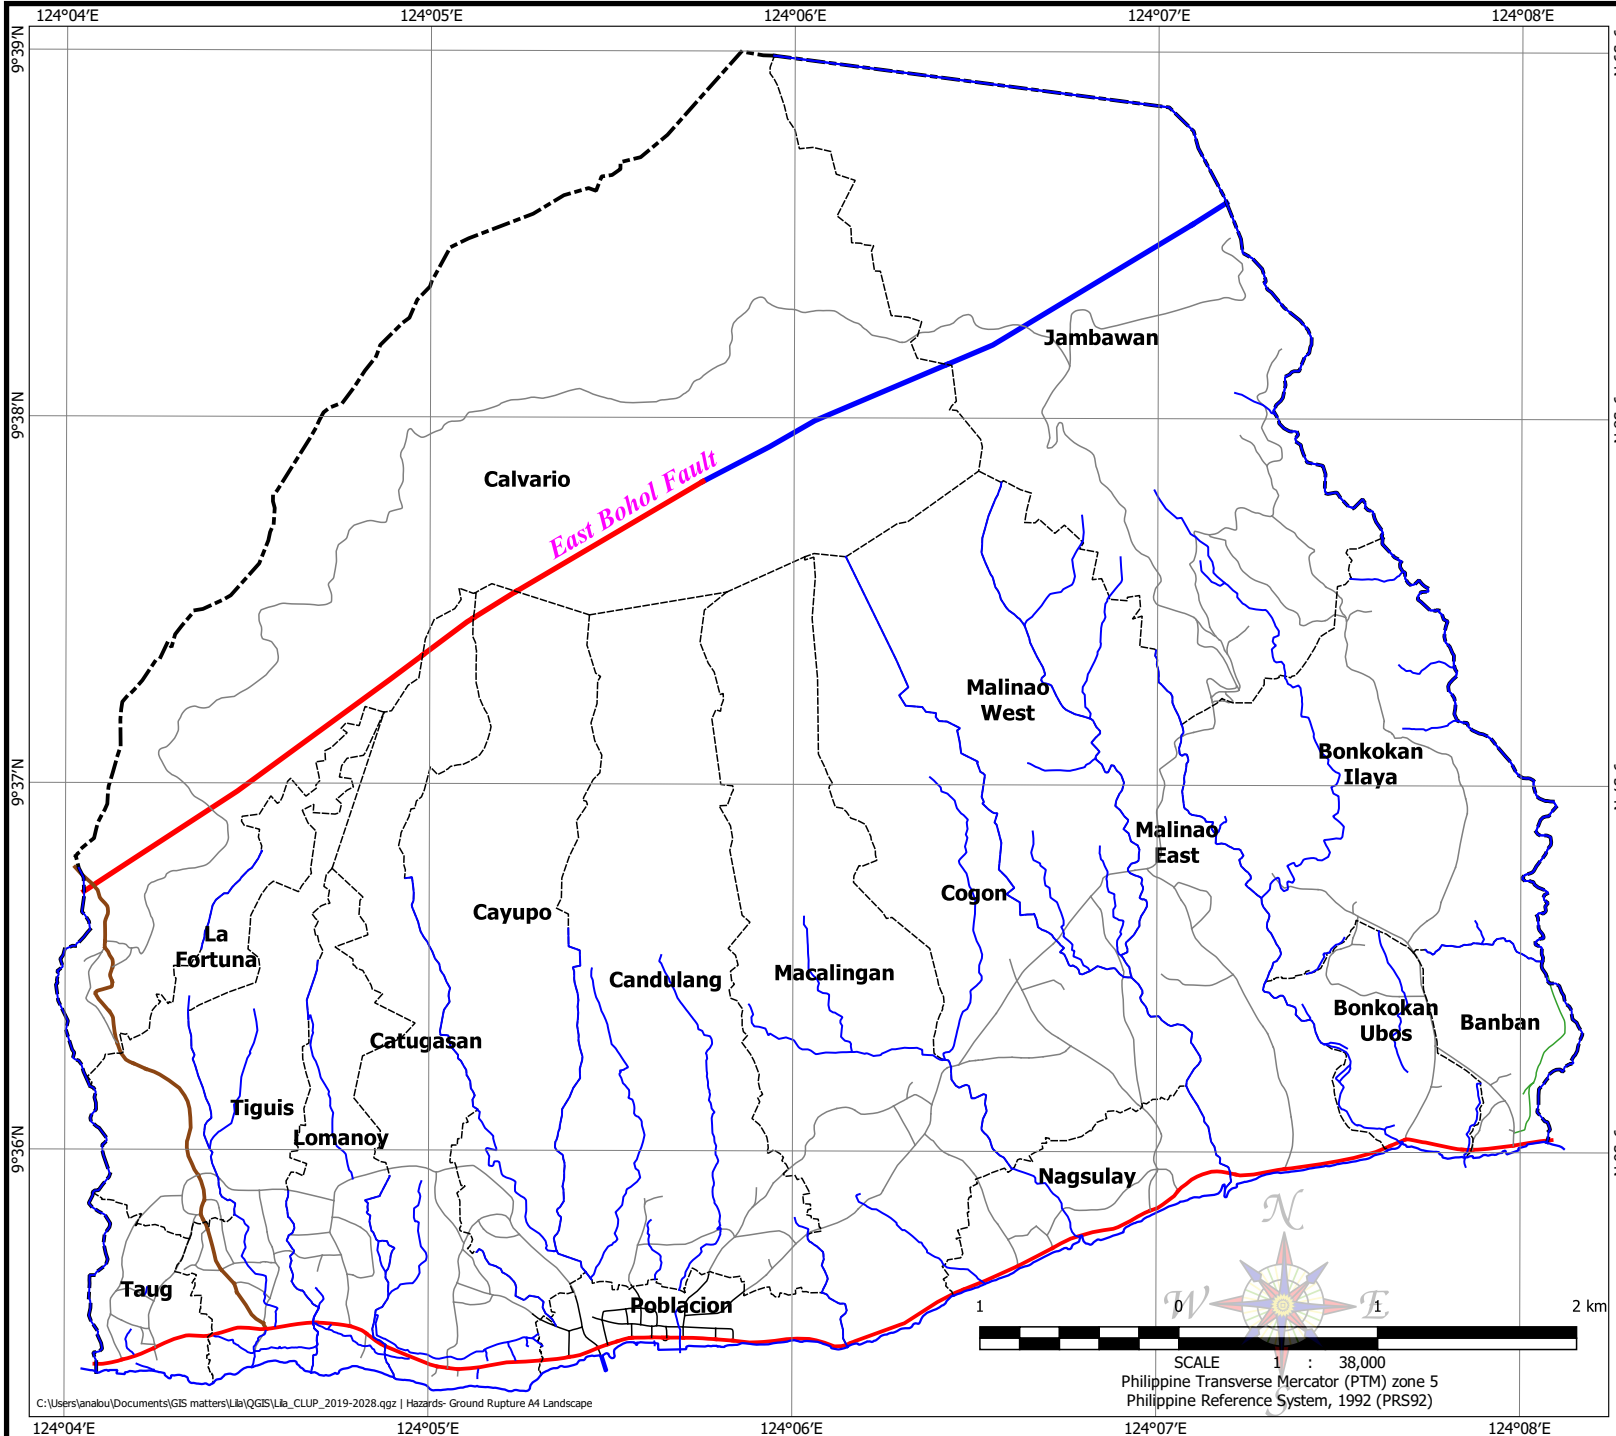 124°04′E 124°05′E 124°06′E 124°07′E 124°08′E
9°39′N
Jambawan
9°38′N
Calvario
East Bohol Fault
Malinao
West
Bonkokan
Ilaya
9°37′N
Malinao
East
Cogon
Cayupo
La
Fortuna
Candulang
Macalingan
Bonkokan
Ubos
Banban
Catugasan
Tiguis
Lomanoy
9°36′N
Nagsulay
N
Taug
Poblacion
W
E
1 0 1 2 km
SCALE 1 : 38,000
Philippine Transverse Mercator (PTM) zone 5
Philippine Reference System, 1992 (PRS92)
S
C:\Users\analou\Documents\GIS matters\Lila\QGIS\Lila_CLUP_2019-2028.qgz | Hazards- Ground Rupture A4 Landscape
124°04′E 124°05′E 124°06′E 124°07′E 124°08′E